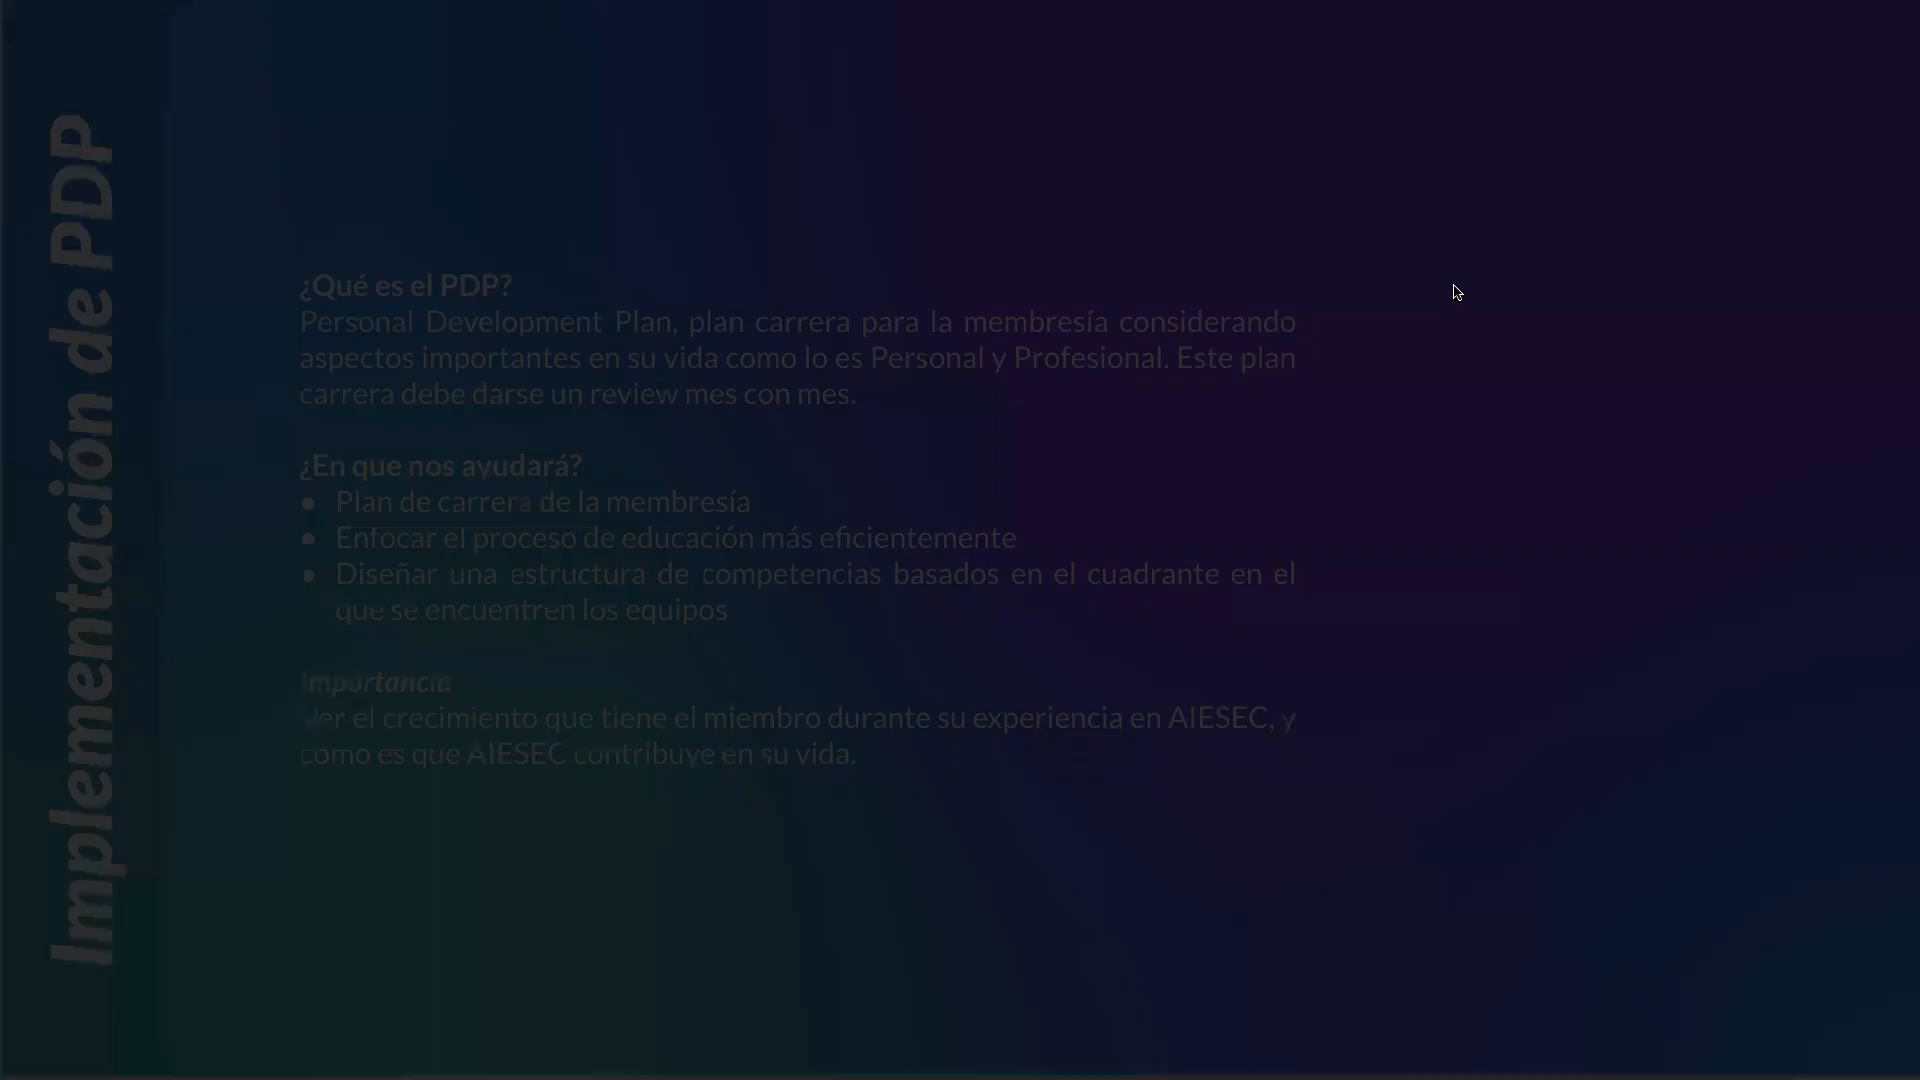 Implementación de PDP
¿Qué es el PDP?
Personal Development Plan, plan carrera para la membresía considerando
aspectos importantes en su vida como lo es Personal y Profesional. Este plan
carrera debe darse un review mes con mes.
¿En que nos ayudará?
● Plan de carrera de la membresía
● Enfocar el proceso de educación más eficientemente
● Diseñar una estructura de competencias basados en el cuadrante en el
que se encuentren los equipos
Importancia
Ver el crecimiento que tiene el miembro durante su experiencia en AIESEC, y
como es que AIESEC contribuye en su vida.